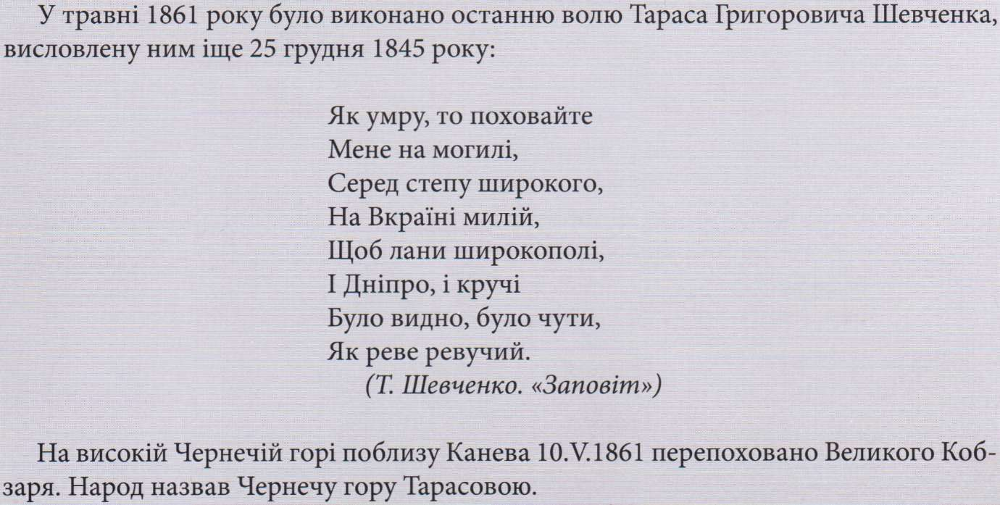 У травні 1861 року було виконано останню волю Тараса Григоровича Шевченка,
висловлену ним іще 25 грудня 1845 року:
Як умру, то поховайте
Мене на могилі,
Серед степу широкого,
На Вкраїні милій,
Щоб лани широкополі,
І Дніпро, і кручі
Було видно, було чути,
Як реве ревучий.
(Т. Шевченко. «Заповіт»)
На високій Чернечій горі поблизу Канева 10.V.1861 перепоховано Великого Коб-
заря. Народ назвав Чернечу гору Тарасовою.